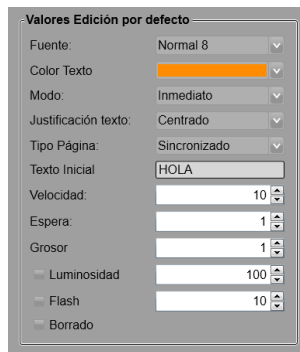 Valores Edición por defecto
Fuente: Normal 8
Color Texto
Modo: Inmediato
Justificación texto: Centrado
Tipo Página: Sincronizado
Texto Inicial HOLA
Velocidad: 10
Espera: 1
Grosor 1
Luminosidad 100
Flash 10
Borrado